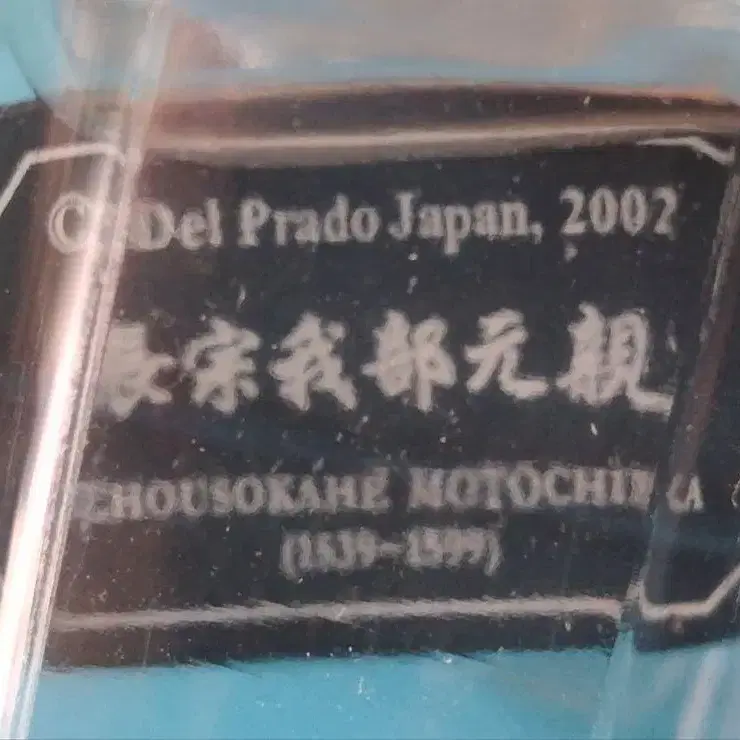 © Del Prado Japan, 2002
長宗我部元親
CHOUSOKABE MOTOCHIKA
(1539~1599)